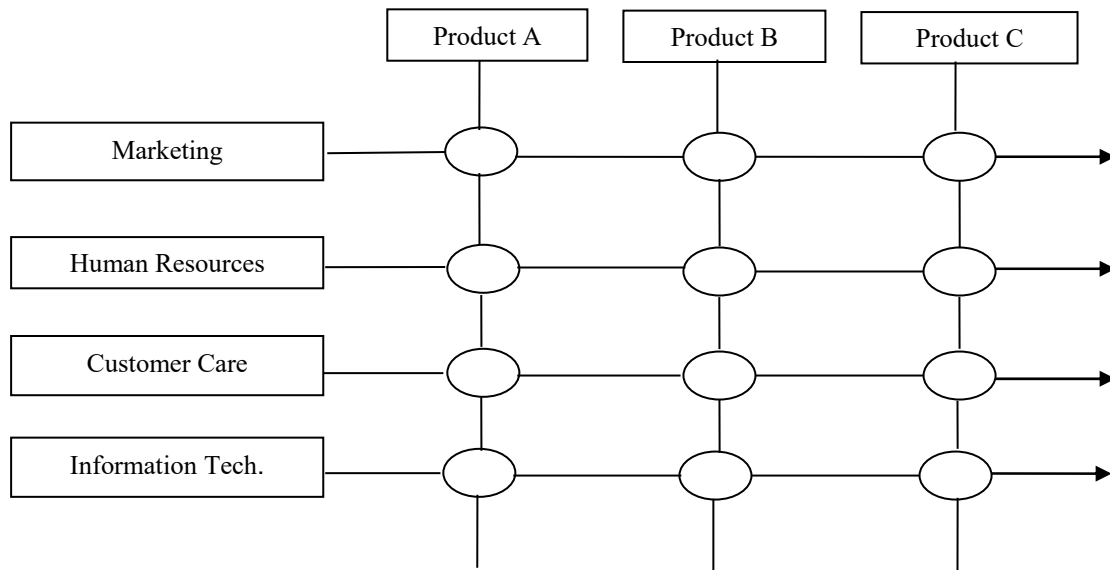 Product A
Product B
Product C
Marketing
Human Resources
Customer Care
Information Tech.